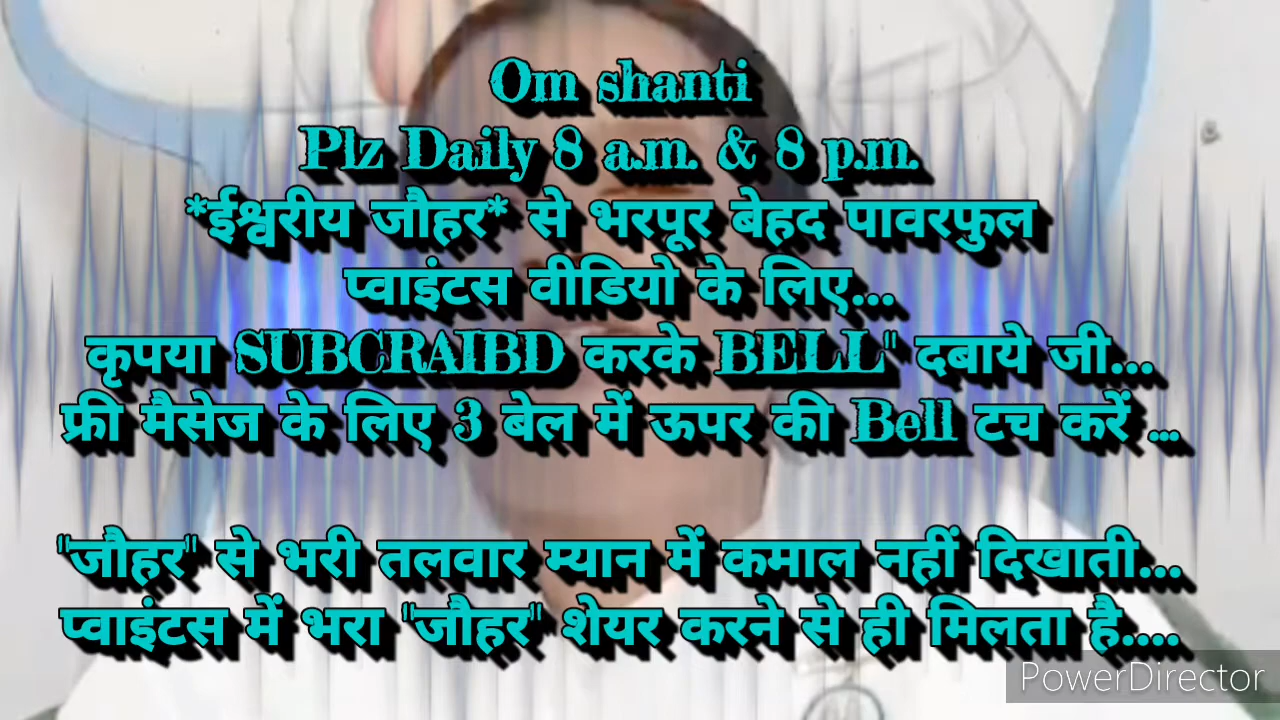 Om shanti
Plz Daily 8 a.m. & 8 p.m.
*ईश्वरीय जौहर* से भरपूर बेहद पावरफुल
प्वाइंटस वीडियो के लिए...
कृपया SUBCRAIBD करके BELL" दबाये जी...
फ्री मैसेज के लिए 3 बेल में ऊपर की Bell टच करें ...
"जौहर" से भरी तलवार म्यान में कमाल नहीं दिखाती...
प्वाइंटस में भरा "जौहर" शेयर करने से ही मिलता है....
PowerDirector